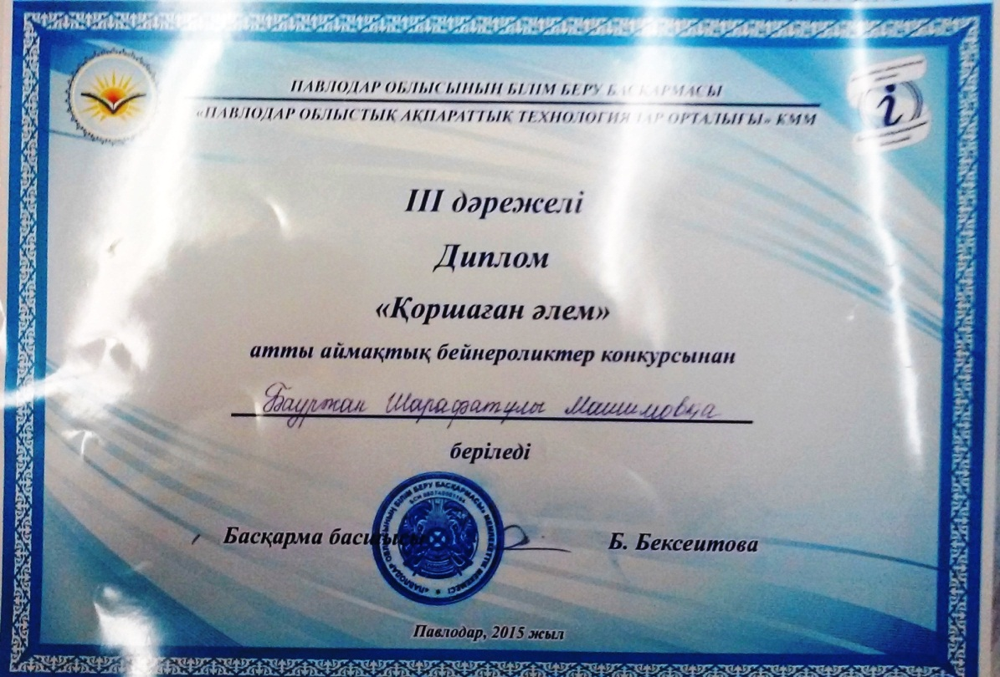 ПАВЛОДАР ОБЛЫСЫНЫҢ БІЛІМ БЕРУ БАСҚАРМАСЫ
«ПАВЛОДАР ОБЛЫСТЫҚ АҚПАРАТТЫҚ ТЕХНОЛОГИЯЛАР ОРТАЛЫҒЫ» КММ
i
III дәрежелі
Диплом
«Қоршаған әлем»
атты аймақтық бейнероликтер конкурсынан
Бауржан Шарафатулы Машимовқа
беріледі
Басқарма басшысы
Б. Бексеитова
Павлодар, 2015 жыл